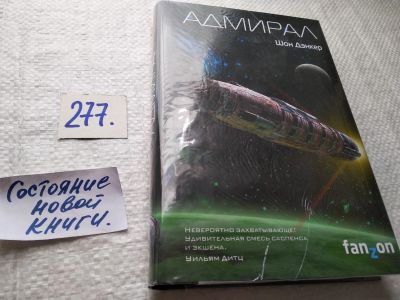 АДМИРАЛ
Шон Дэнкер
277.
Состояние
новой
книги.
Невероятно захватывающе!
Удивительная смесь саспенса
и экшена.
Уильям Дитц
fanzon